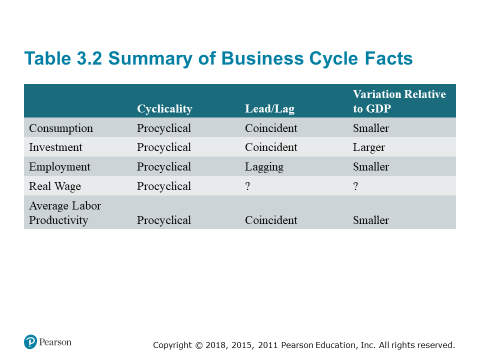 Table 3.2 Summary of Business Cycle Facts
Cyclicality Lead/Lag Variation Relative to GDP
Consumption Procyclical Coincident Smaller
Investment Procyclical Coincident Larger
Employment Procyclical Lagging Smaller
Real Wage Procyclical ? ?
Average Labor Productivity Procyclical Coincident Smaller
Pearson
Copyright © 2018, 2015, 2011 Pearson Education, Inc. All rights reserved.